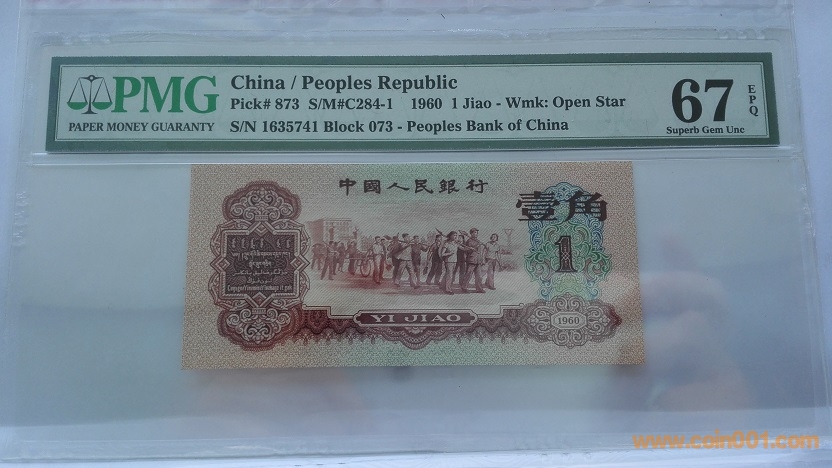 PMG
PAPER MONEY GUARANTY
China / Peoples Republic
Pick# 873 S/M#C284-1 1960 1 Jiao - Wmk: Open Star
S/N 1635741 Block 073 - Peoples Bank of China
67
EPQ
Superb Gem Unc
中國人民銀行
壹角
1
YI JIAO
1960
www.coin001.com